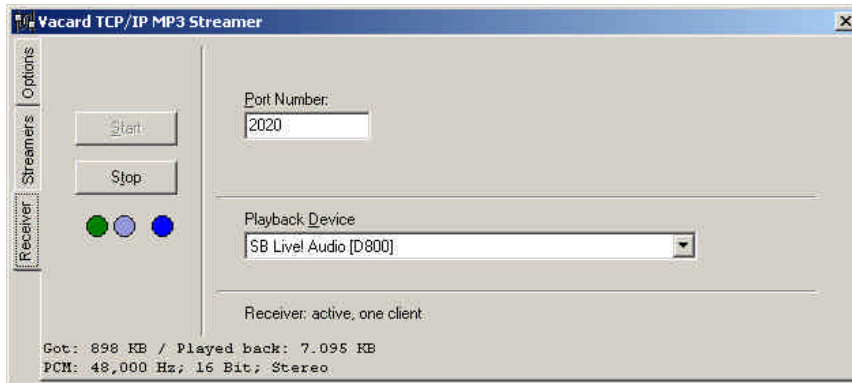 Vacard TCP/IP MP3 Streamer
Options
Streamers
Receiver
Start
Stop
Port Number:
2020
Playback Device
SB Live! Audio [D800]
Receiver: active, one client
Got: 898 KB / Played back: 7.095 KB
PCM: 48,000 Hz; 16 Bit; Stereo